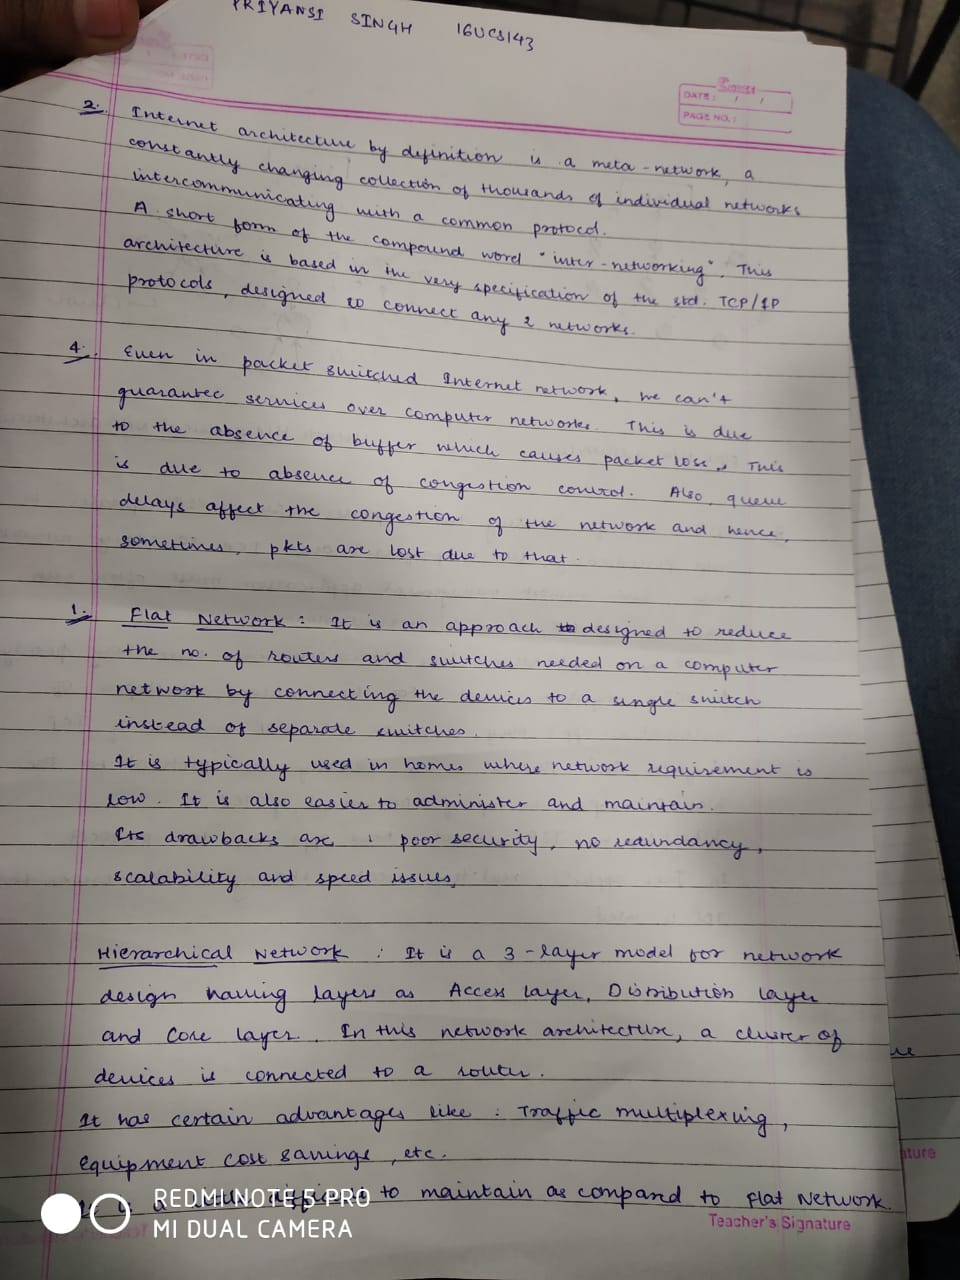 PRIYANSI SINGH 16UCS143
DATE: / /
PAGE NO.:
2. Internet architecture by definition is a meta-network, a
constantly changing collection of thousands of individual networks
intercommunicating with a common protocol.
A short form of the compound word "inter-networking". This
architecture is based in the very specification of the std. TCP/IP
protocols, designed to connect any 2 networks.
4. Even in packet switched Internet network, we can't
guarantee services over computer networks. This is due
to the absence of buffer which causes packet loss. This
is due to absence of congestion control. Also queue
delays affect the congestion of the network and hence,
sometimes, pkts are lost due to that.
1. Flat Network: It is an approach designed to reduce
the no. of routers and switches needed on a computer
network by connecting the devices to a single switch
instead of separate switches.
It is typically used in homes where network requirement is
low. It is also easier to administer and maintain.
Its drawbacks are : poor security, no redundancy,
scalability and speed issues.
Hierarchical Network : It is a 3-layer model for network
design naming layers as Access layer, Distribution layer
and Core layer. In this network architecture, a cluster of
devices is connected to a router.
It has certain advantages like : Traffic multiplexing,
equipment cost savings, etc.
to maintain as compared to Flat Network.
Teacher's Signature
REDMI NOTE 5 PRO
MI DUAL CAMERA